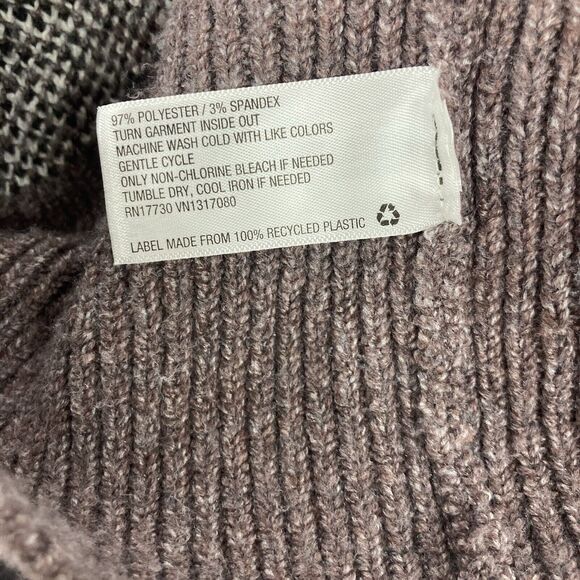 97% POLYESTER / 3% SPANDEX
TURN GARMENT INSIDE OUT
MACHINE WASH COLD WITH LIKE COLORS
GENTLE CYCLE
ONLY NON-CHLORINE BLEACH IF NEEDED
TUMBLE DRY, COOL IRON IF NEEDED
RN17730 VN1317080
LABEL MADE FROM 100% RECYCLED PLASTIC